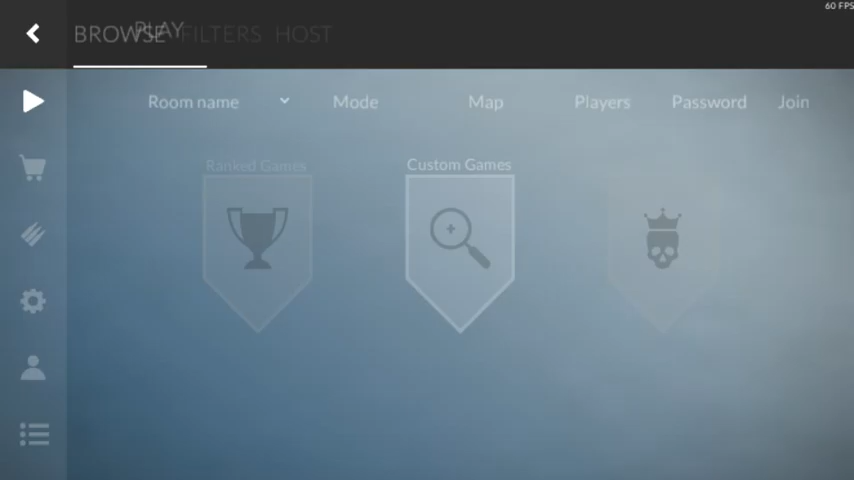 60 FPS
PLAY
BROWSE FILTERS HOST
Room name Mode Map Players Password Join
Ranked Games Custom Games